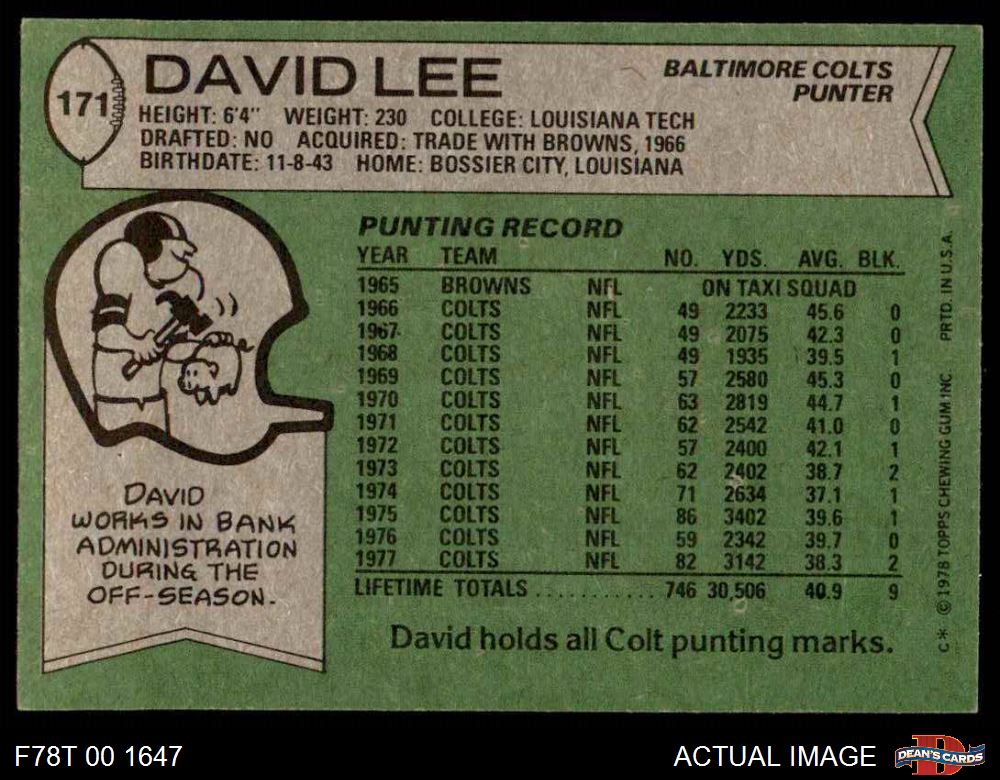 171
DAVID LEE
BALTIMORE COLTS
PUNTER
HEIGHT: 6'4" WEIGHT: 230 COLLEGE: LOUISIANA TECH
DRAFTED: NO ACQUIRED: TRADE WITH BROWNS, 1966
BIRTHDATE: 11-8-43 HOME: BOSSIER CITY, LOUISIANA
PUNTING RECORD
YEAR TEAM NO. YDS. AVG. BLK.
1965 BROWNS NFL ON TAXI SQUAD
1966 COLTS NFL 49 2233 45.6 0
1967 COLTS NFL 49 2075 42.3 0
1968 COLTS NFL 49 1935 39.5 1
1969 COLTS NFL 57 2580 45.3 0
1970 COLTS NFL 63 2819 44.7 1
1971 COLTS NFL 62 2542 41.0 0
1972 COLTS NFL 57 2400 42.1 1
1973 COLTS NFL 62 2402 38.7 2
1974 COLTS NFL 71 2634 37.1 1
1975 COLTS NFL 86 3402 39.6 1
1976 COLTS NFL 59 2342 39.7 0
1977 COLTS NFL 82 3142 38.3 2
LIFETIME TOTALS ........... 746 30,506 40.9 9
David holds all Colt punting marks.
DAVID
WORKS IN BANK
ADMINISTRATION
DURING THE
OFF-SEASON.
C* © 1978 TOPPS CHEWING GUM INC. PRTD. IN U.S.A.
F78T 00 1647
ACTUAL IMAGE
D
DEAN'S CARDS